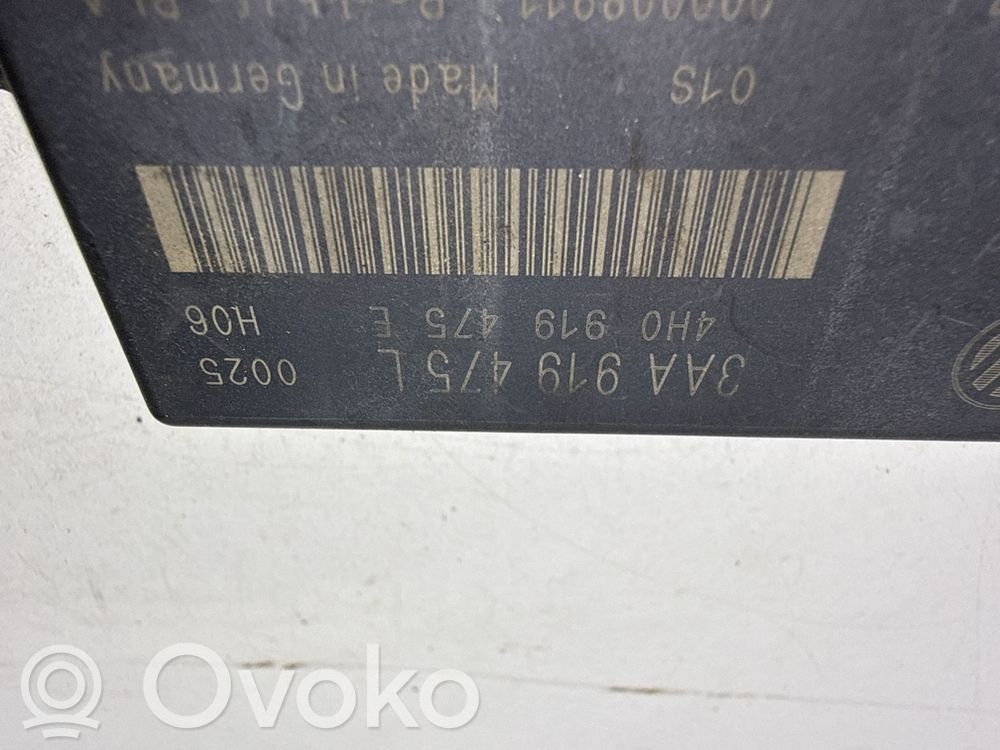 3AA 919 475 L 0025
4H0 919 475 E H06
01S Made in Germany
Ovoko